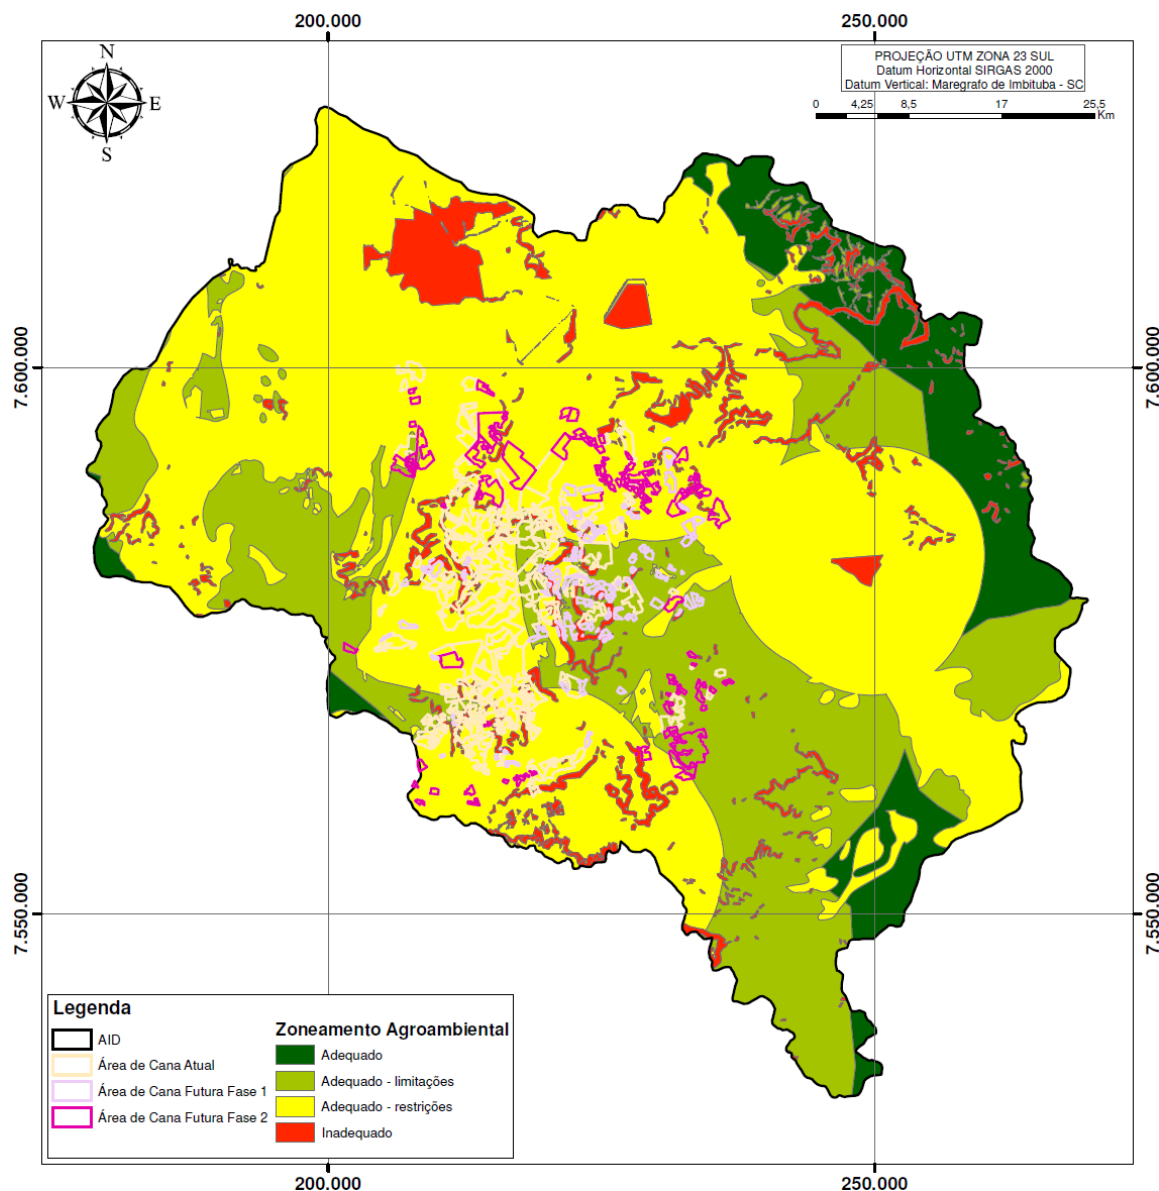 200.000
250.000
PROJEÇÃO UTM ZONA 23 SUL
Datum Horizontal SIRGAS 2000
Datum Vertical: Maregrafo de Imbituba - SC
0 4,25 8,5 17 25,5
Km
N
W E
S
7.600.000
7.600.000
7.550.000
7.550.000
Legenda
AID
Área de Cana Atual
Área de Cana Futura Fase 1
Área de Cana Futura Fase 2
Zoneamento Agroambiental
Adequado
Adequado - limitações
Adequado - restrições
Inadequado
200.000
250.000